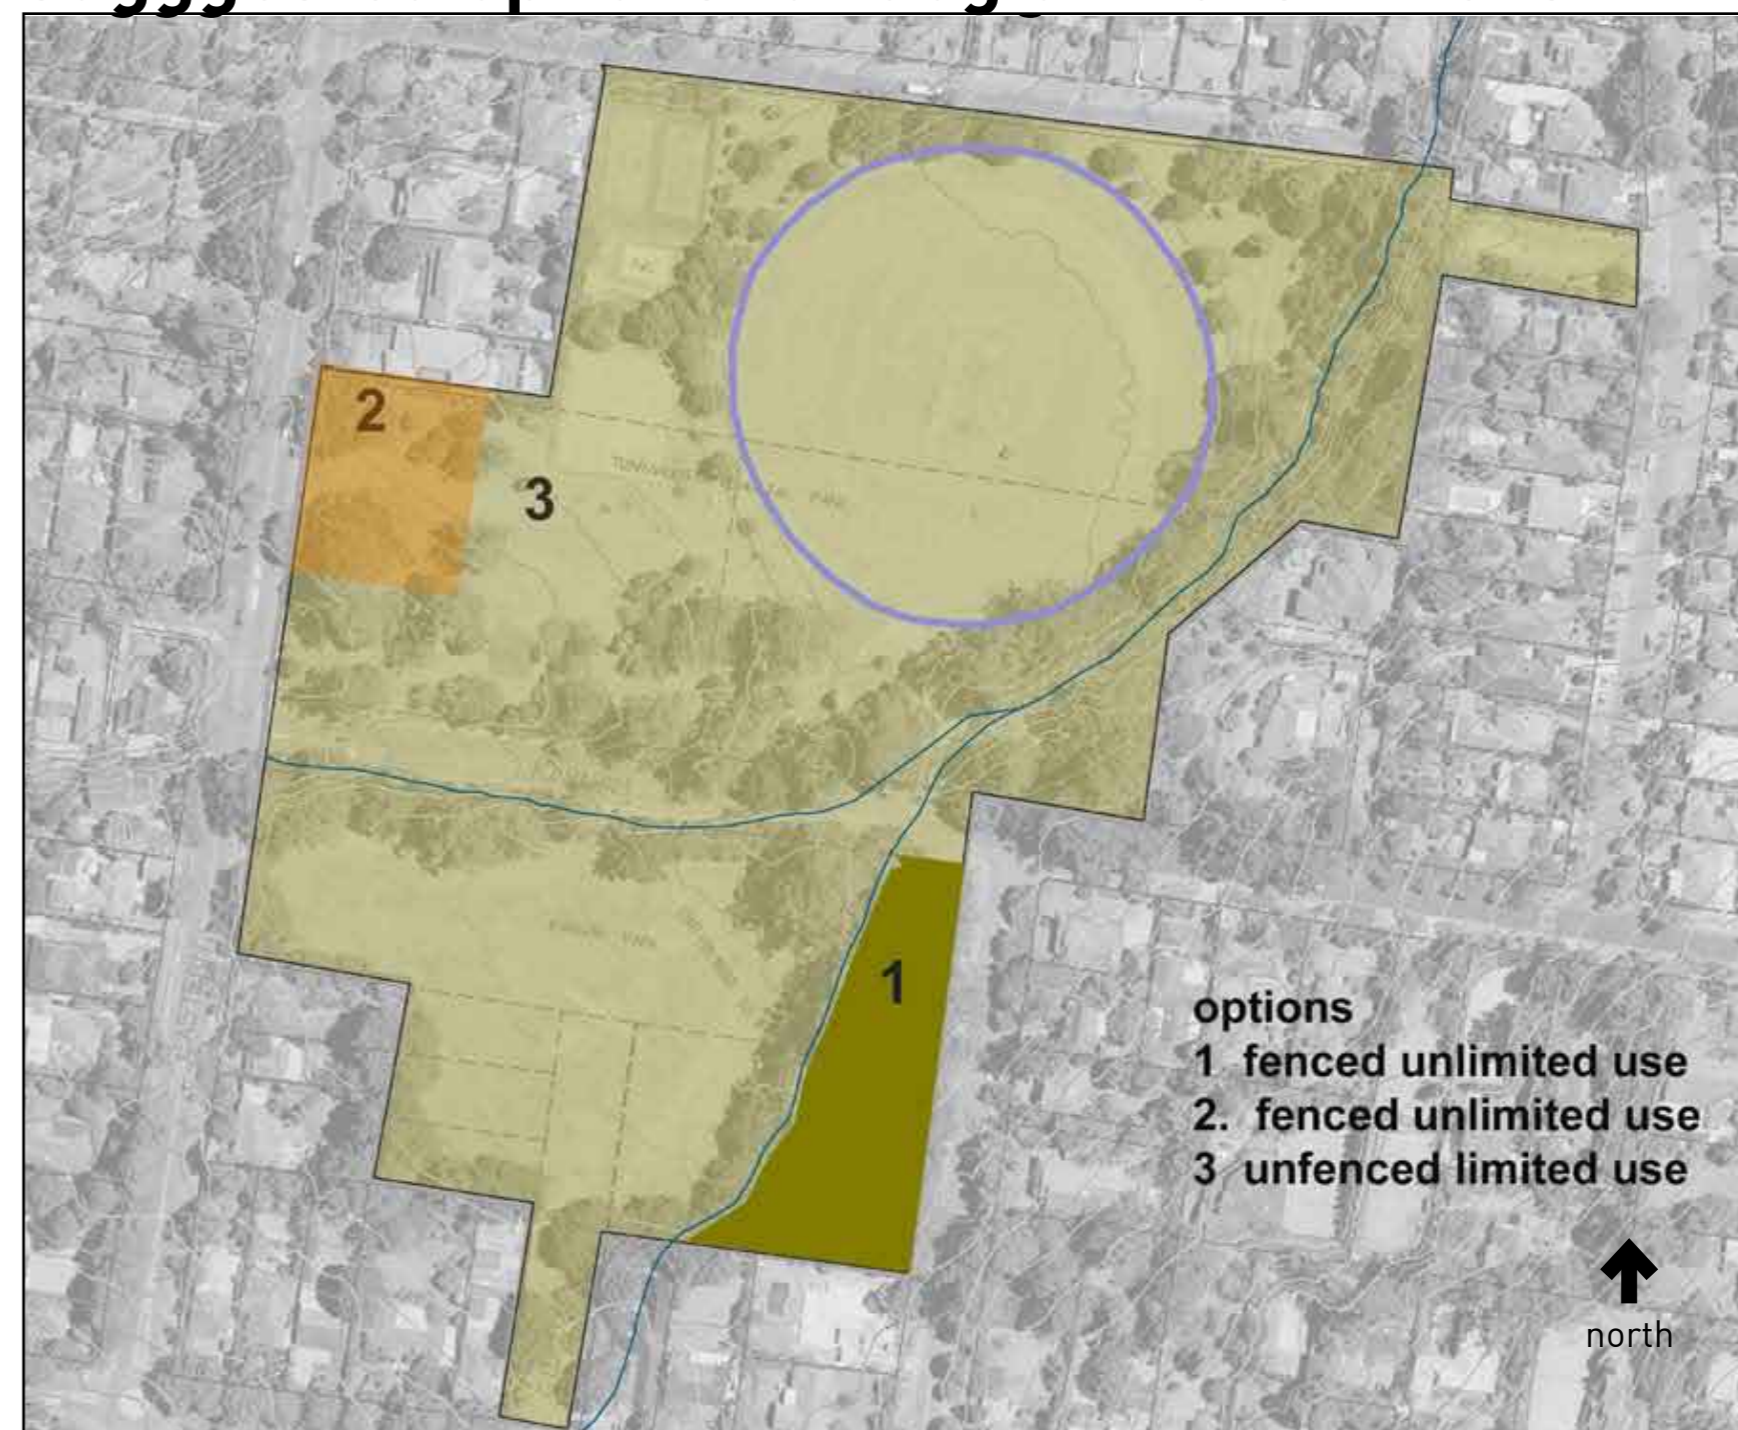 2
3
1
options
1 fenced unlimited use
2. fenced unlimited use
3 unfenced limited use
north